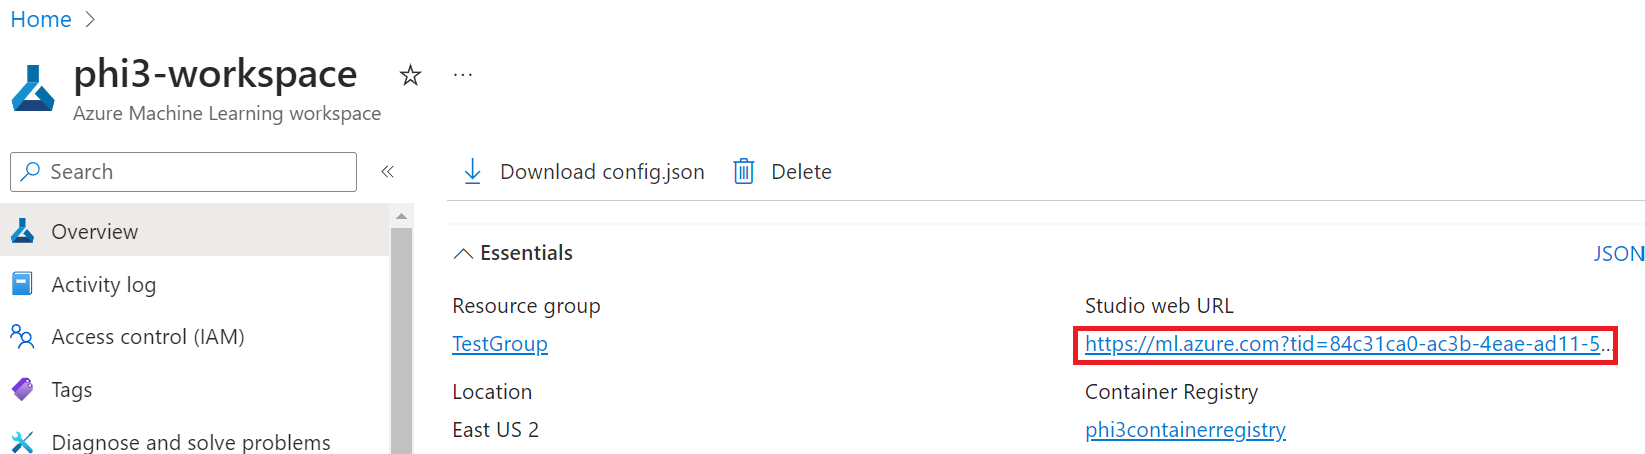 Home >
phi3-workspace ☆ ...
Azure Machine Learning workspace
Search «
Download config.json Delete
Overview
Activity log
Access control (IAM)
Tags
Diagnose and solve problems
Essentials JSON
Resource group
TestGroup
Location
East US 2
Studio web URL
https://ml.azure.com?tid=84c31ca0-ac3b-4eae-ad11-5...
Container Registry
phi3containerregistry